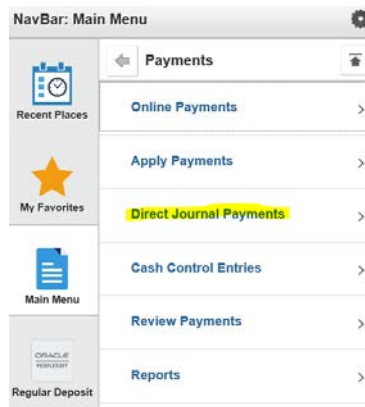 NavBar: Main Menu
Payments
Recent Places
Online Payments
Apply Payments
My Favorites
Direct Journal Payments
Cash Control Entries
Main Menu
Review Payments
ORACLE
PEOPLESOFT
Reports
Regular Deposit